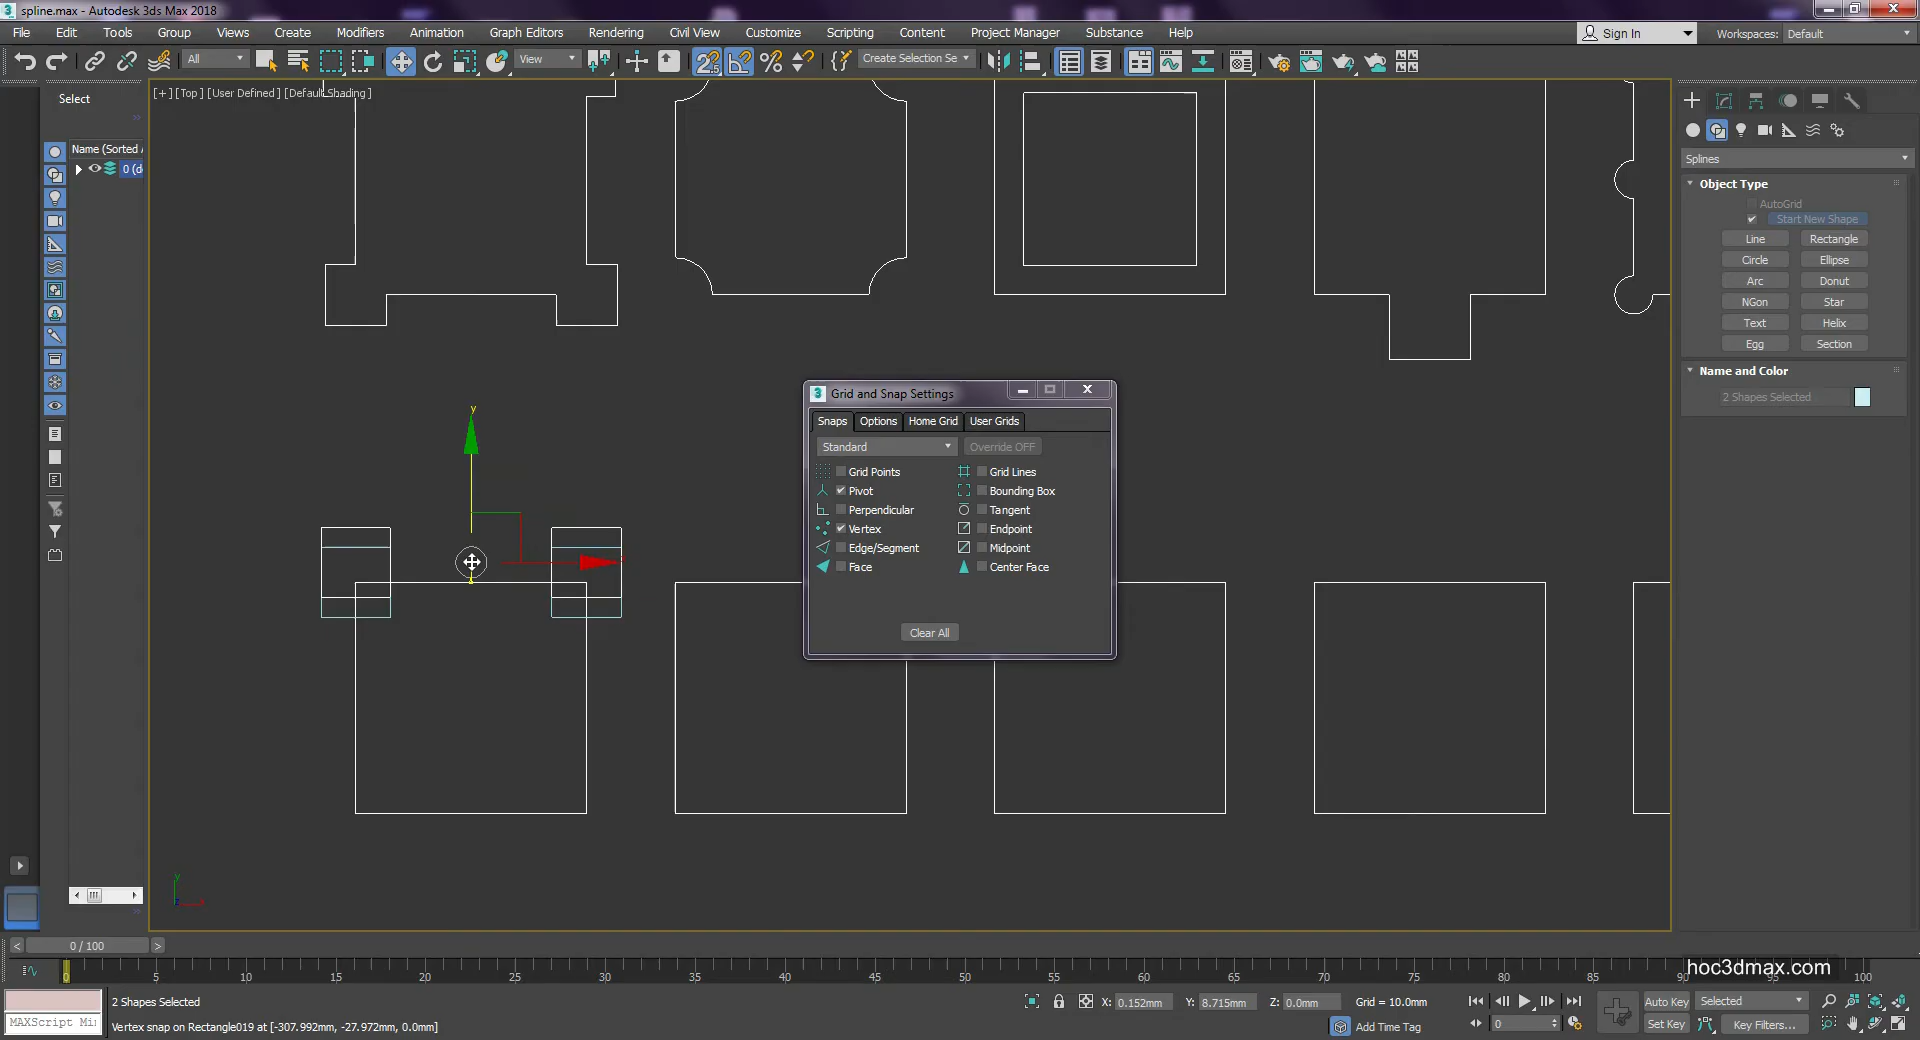 spline.max - Autodesk 3ds Max 2018
File Edit Tools Group Views Create Modifiers Animation Graph Editors Rendering Civil View Customize Scripting Content Project Manager Substance Help Sign In Workspaces: Default
All View Create Selection Se
Select
[+] [Top] [User Defined] [Default Shading]
Name (Sorted A
0 (d
Splines
Object Type
AutoGrid
Start New Shape
Line Rectangle
Circle Ellipse
Arc Donut
NGon Star
Text Helix
Egg Section
Name and Color
2 Shapes Selected
Grid and Snap Settings
Snaps Options Home Grid User Grids
Standard Override OFF
Grid Points Grid Lines
Pivot Bounding Box
Perpendicular Tangent
Vertex Endpoint
Edge/Segment Midpoint
Face Center Face
Clear All
y
y
0 / 100
0 5 10 15 20 25 30 35 40 45 50 55 60 65 70 75 80 85 90 95 100
hoc3dmax.com
2 Shapes Selected X: 0.152mm Y: 8.715mm Z: 0.0mm Grid = 10.0mm Auto Key Selected
MAXScript Mi Vertex snap on Rectangle019 at [-307.992mm, -27.972mm, 0.0mm] Add Time Tag 0 Set Key Key Filters...